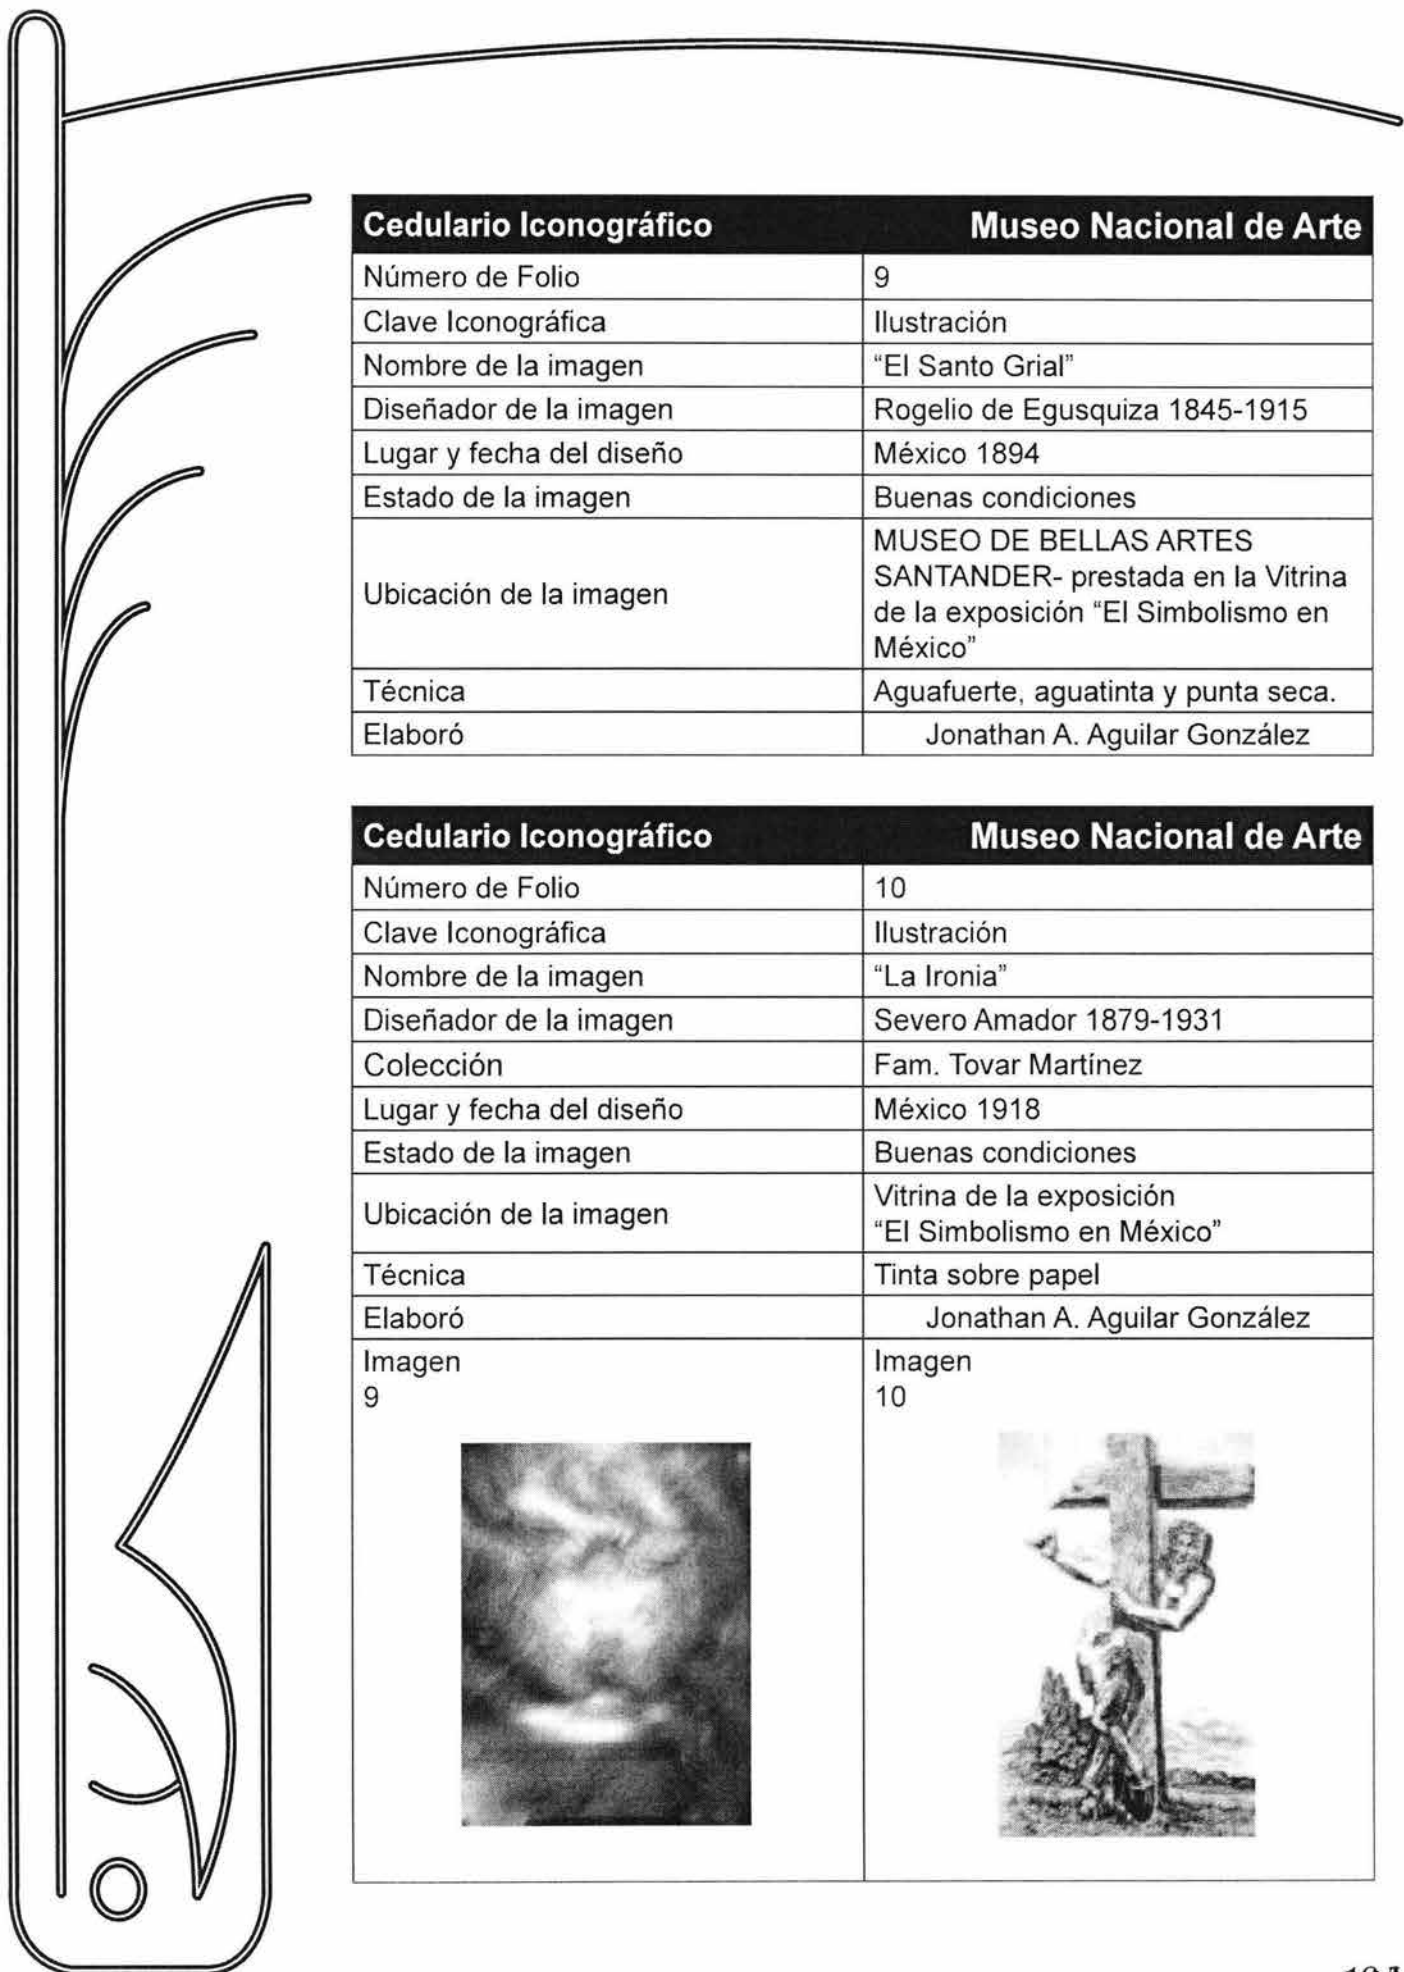 Cedulario Iconográfico Museo Nacional de Arte
Número de Folio 9
Clave Iconográfica Ilustración
Nombre de la imagen “El Santo Grial”
Diseñador de la imagen Rogelio de Egusquiza 1845-1915
Lugar y fecha del diseño México 1894
Estado de la imagen Buenas condiciones
Ubicación de la imagen
MUSEO DE BELLAS ARTES
SANTANDER- prestada en la Vitrina
de la exposición “El Simbolismo en
México”
Técnica Aguafuerte, aguatinta y punta seca.
Elaboró Jonathan A. Aguilar González
Cedulario Iconográfico Museo Nacional de Arte
Número de Folio 10
Clave Iconográfica Ilustración
Nombre de la imagen “La Ironia”
Diseñador de la imagen Severo Amador 1879-1931
Colección Fam. Tovar Martínez
Lugar y fecha del diseño México 1918
Estado de la imagen Buenas condiciones
Ubicación de la imagen
Vitrina de la exposición
“El Simbolismo en México”
Técnica Tinta sobre papel
Elaboró Jonathan A. Aguilar González
Imagen
9
Imagen
10